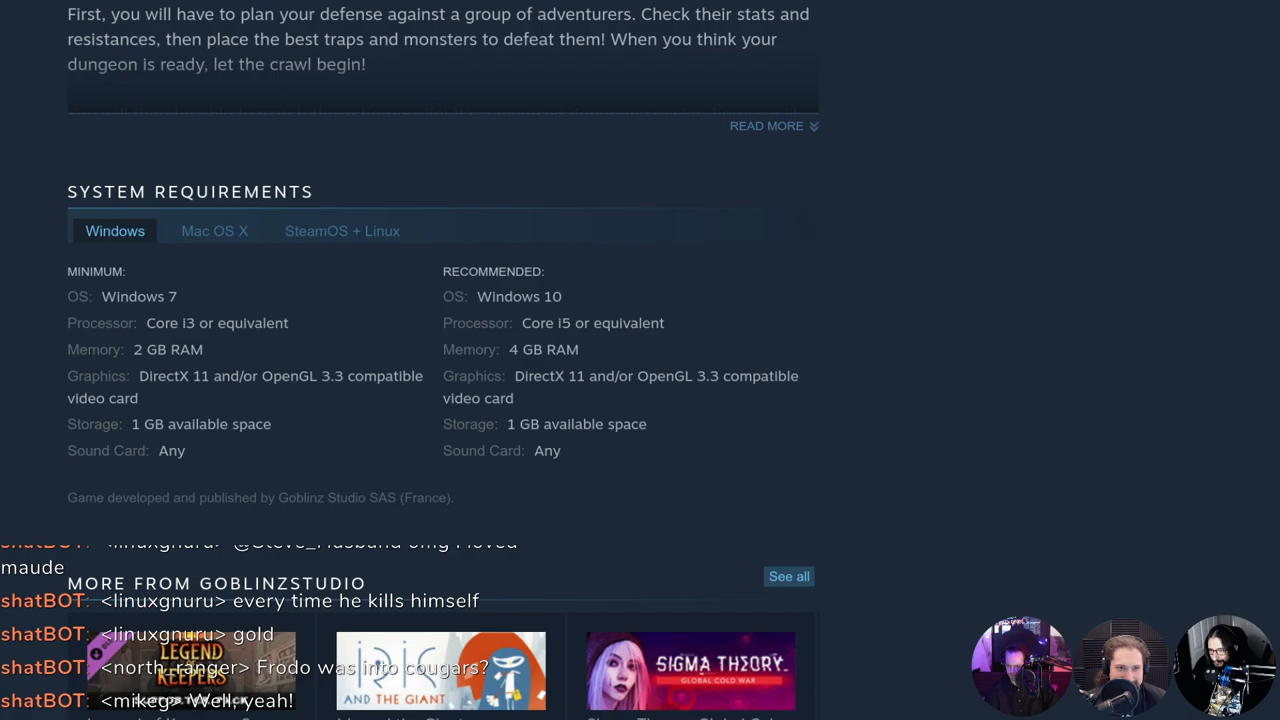 First, you will have to plan your defense against a group of adventurers. Check their stats and
resistances, then place the best traps and monsters to defeat them! When you think your
dungeon is ready, let the crawl begin!
READ MORE
SYSTEM REQUIREMENTS
Windows Mac OS X SteamOS + Linux
MINIMUM:
OS: Windows 7
Processor: Core i3 or equivalent
Memory: 2 GB RAM
Graphics: DirectX 11 and/or OpenGL 3.3 compatible
video card
Storage: 1 GB available space
Sound Card: Any
RECOMMENDED:
OS: Windows 10
Processor: Core i5 or equivalent
Memory: 4 GB RAM
Graphics: DirectX 11 and/or OpenGL 3.3 compatible
video card
Storage: 1 GB available space
Sound Card: Any
Game developed and published by Goblinz Studio SAS (France).
shatBOT: <linuxgnuru> @Steve_Husband omg I loved
maude
MORE FROM GOBLINZSTUDIO
See all
shatBOT: <linuxgnuru> every time he kills himself
shatBOT: <linuxgnuru> gold
shatBOT: <north_ranger> Frodo was into cougars?
shatBOT: <mikeg> Well, yeah!
LEGEND
KEEPERS
IRIS
AND THE GIANT
SIGMA THEORY
GLOBAL COLD WAR